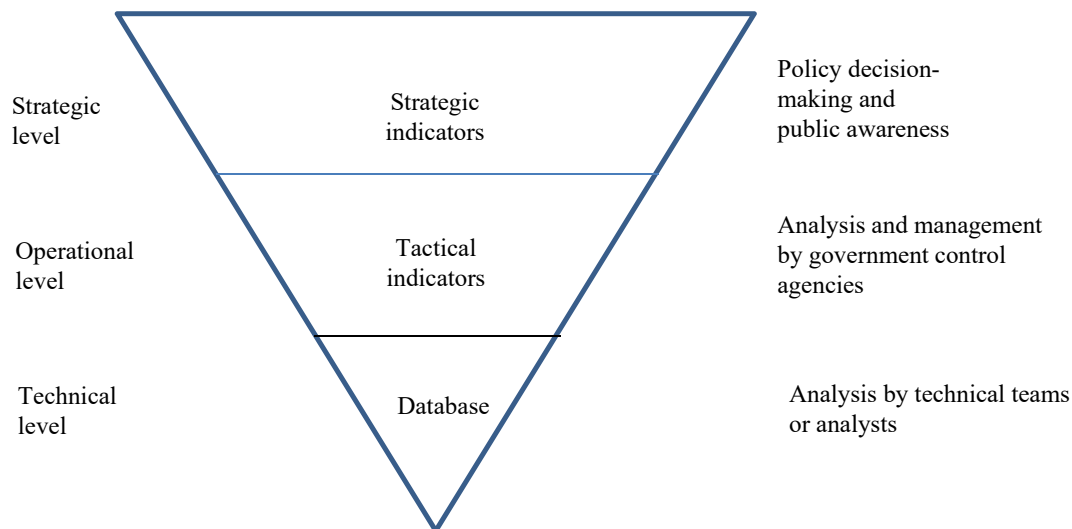 Strategic
level
Strategic
indicators
Policy decision-
making and
public awareness
Operational
level
Tactical
indicators
Analysis and management
by government control
agencies
Technical
level
Database
Analysis by technical teams
or analysts